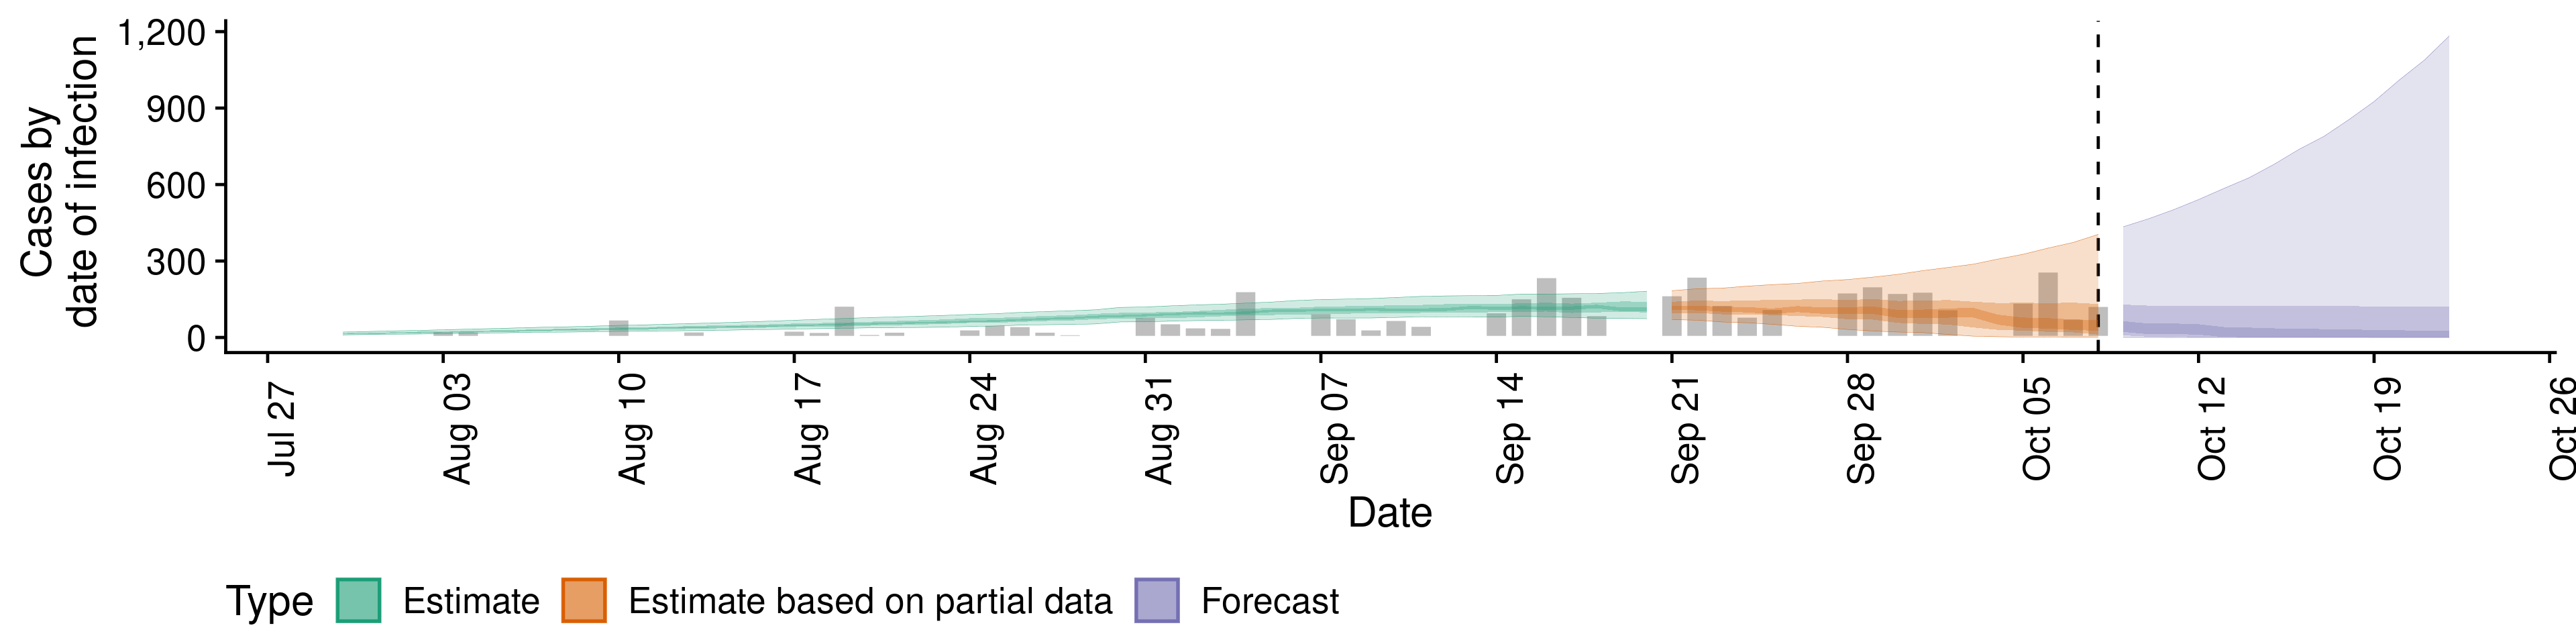 Cases by
date of infection
1,200
900
600
300
0
Jul 27
Aug 03
Aug 10
Aug 17
Aug 24
Aug 31
Sep 07
Sep 14
Sep 21
Sep 28
Oct 05
Oct 12
Oct 19
Oct 26
Date
Type Estimate Estimate based on partial data Forecast